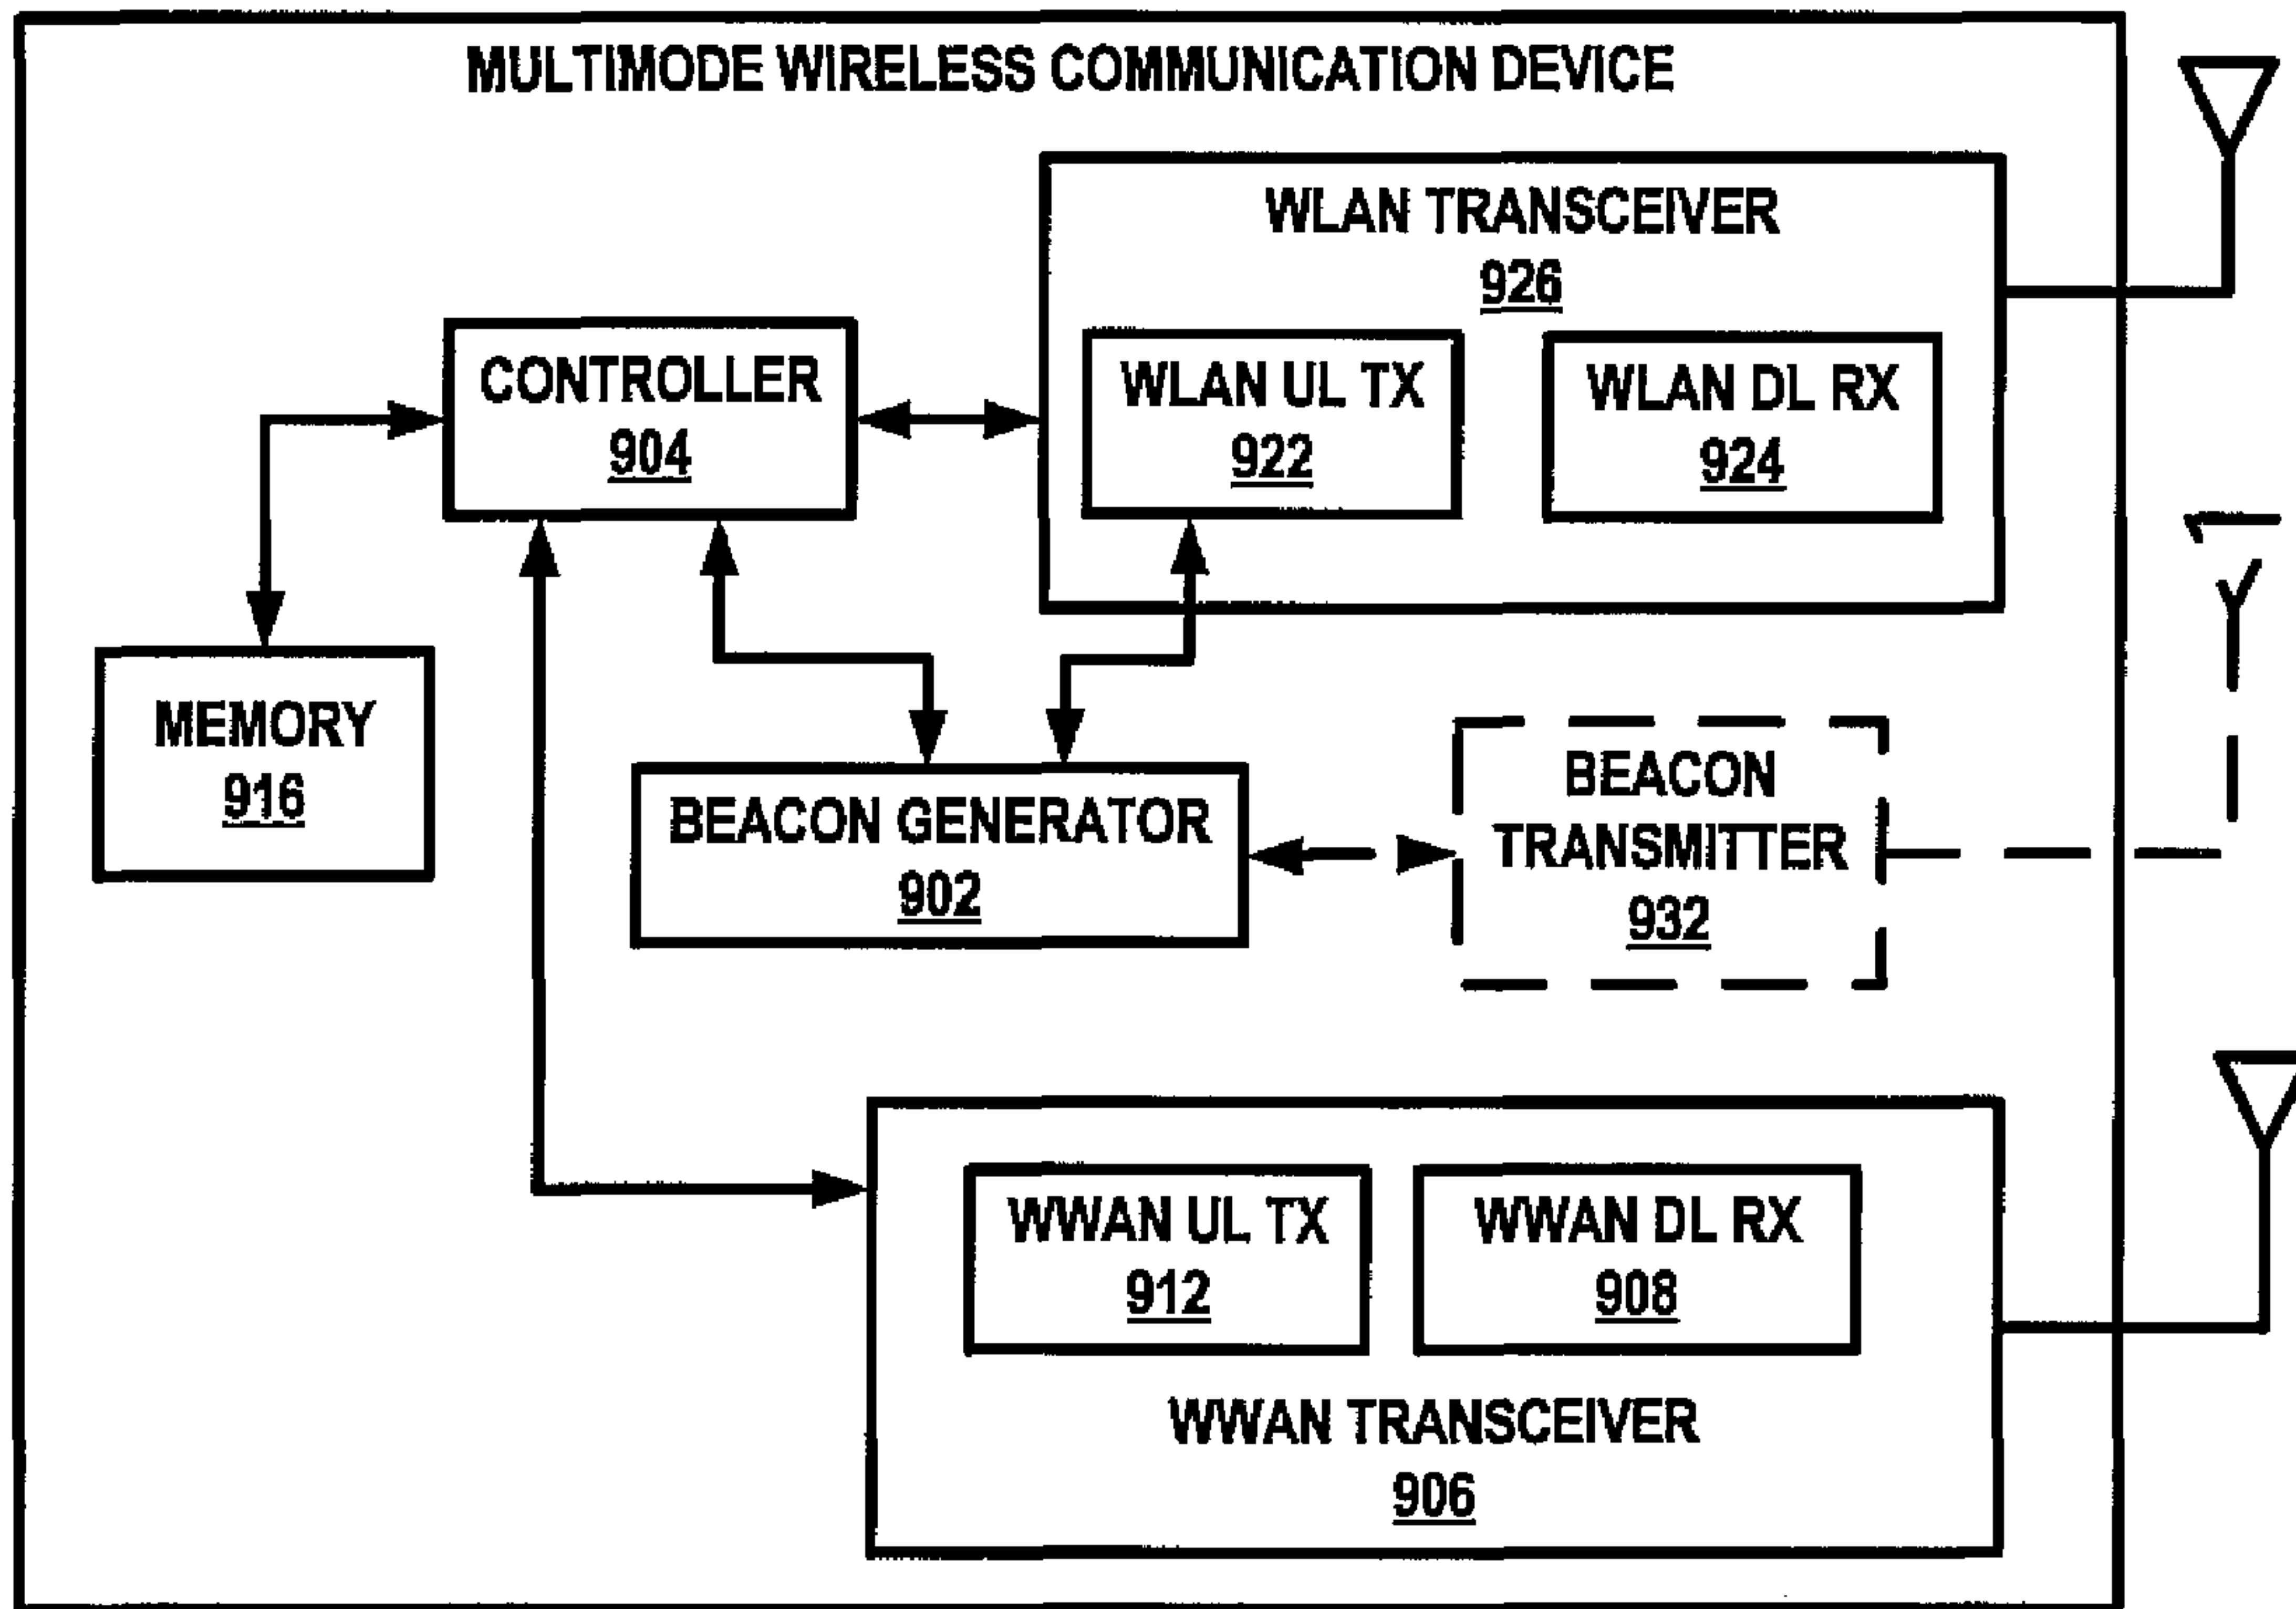 MULTIMODE WIRELESS COMMUNICATION DEVICE
WLAN TRANSCEIVER
926
CONTROLLER
904
WLAN UL TX
922
WLAN DL RX
924
MEMORY
916
BEACON GENERATOR
902
BEACON
TRANSMITTER
932
WWAN UL TX
912
WWAN DL RX
908
WWAN TRANSCEIVER
906